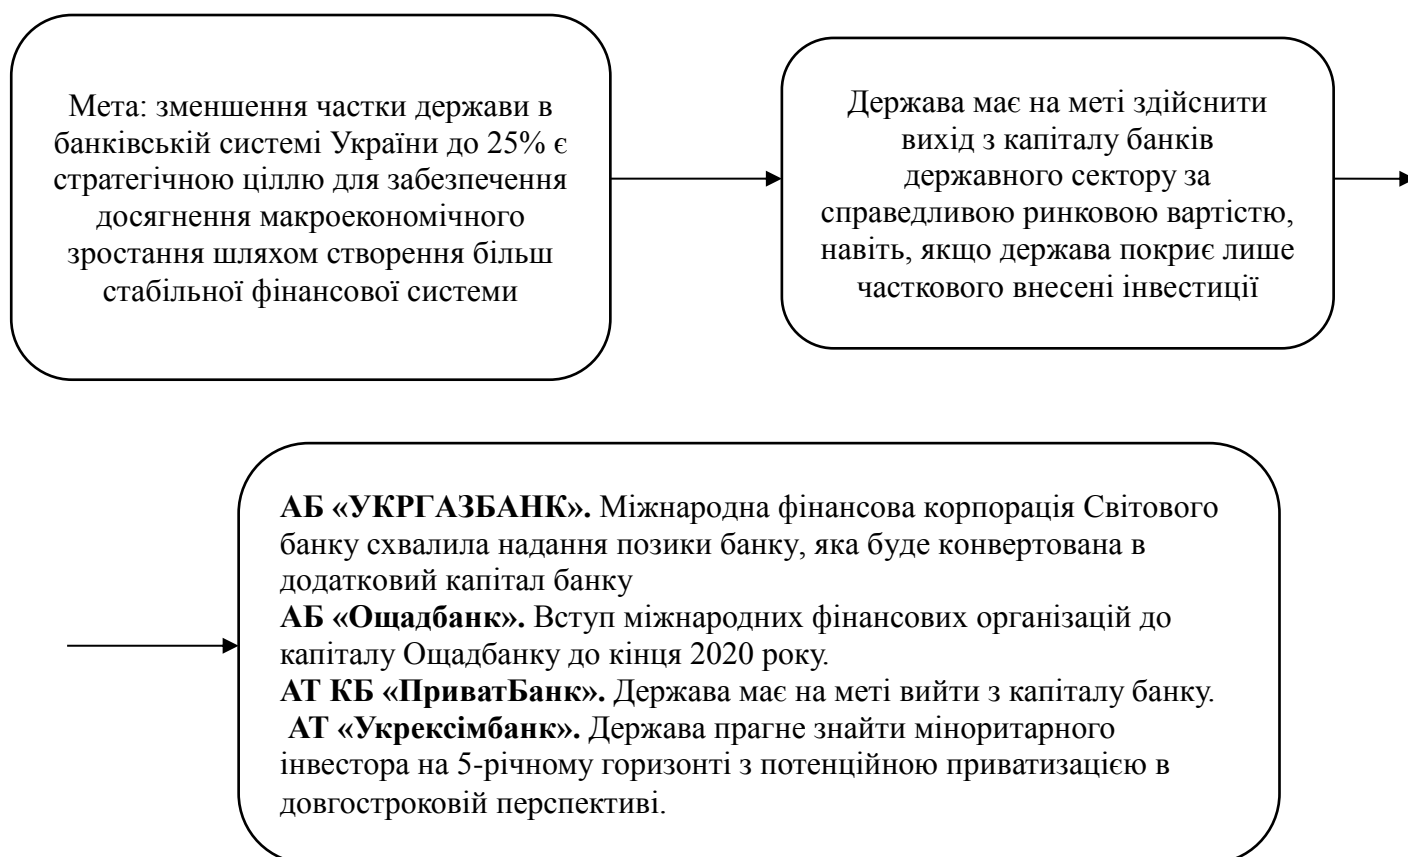 Мета: зменшення частки держави в
банківській системі України до 25% є
стратегічною ціллю для забезпечення
досягнення макроекономічного
зростання шляхом створення більш
стабільної фінансової системи
Держава має на меті здійснити
вихід з капіталу банків
державного сектору за
справедливою ринковою вартістю,
навіть, якщо держава покриє лише
часткового внесені інвестиції
АБ «УКРГАЗБАНК». Міжнародна фінансова корпорація Світового
банку схвалила надання позики банку, яка буде конвертована в
додатковий капітал банку
АБ «Ощадбанк». Вступ міжнародних фінансових організацій до
капіталу Ощадбанку до кінця 2020 року.
АТ КБ «ПриватБанк». Держава має на меті вийти з капіталу банку.
АТ «Укрексімбанк». Держава прагне знайти міноритарного
інвестора на 5-річному горизонті з потенційною приватизацією в
довгостроковій перспективі.